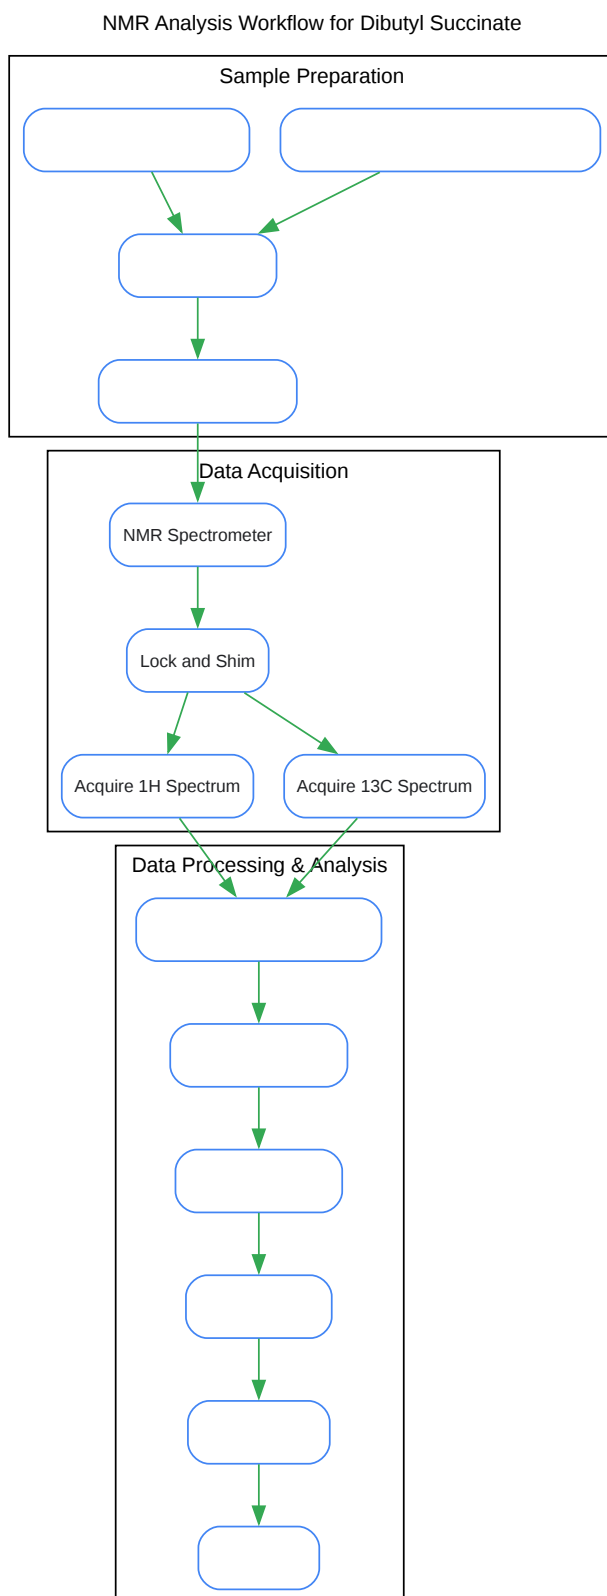 NMR Analysis Workflow for Dibutyl Succinate
Sample Preparation
Data Acquisition
NMR Spectrometer
Lock and Shim
Acquire 1H Spectrum
Acquire 13C Spectrum
Data Processing & Analysis